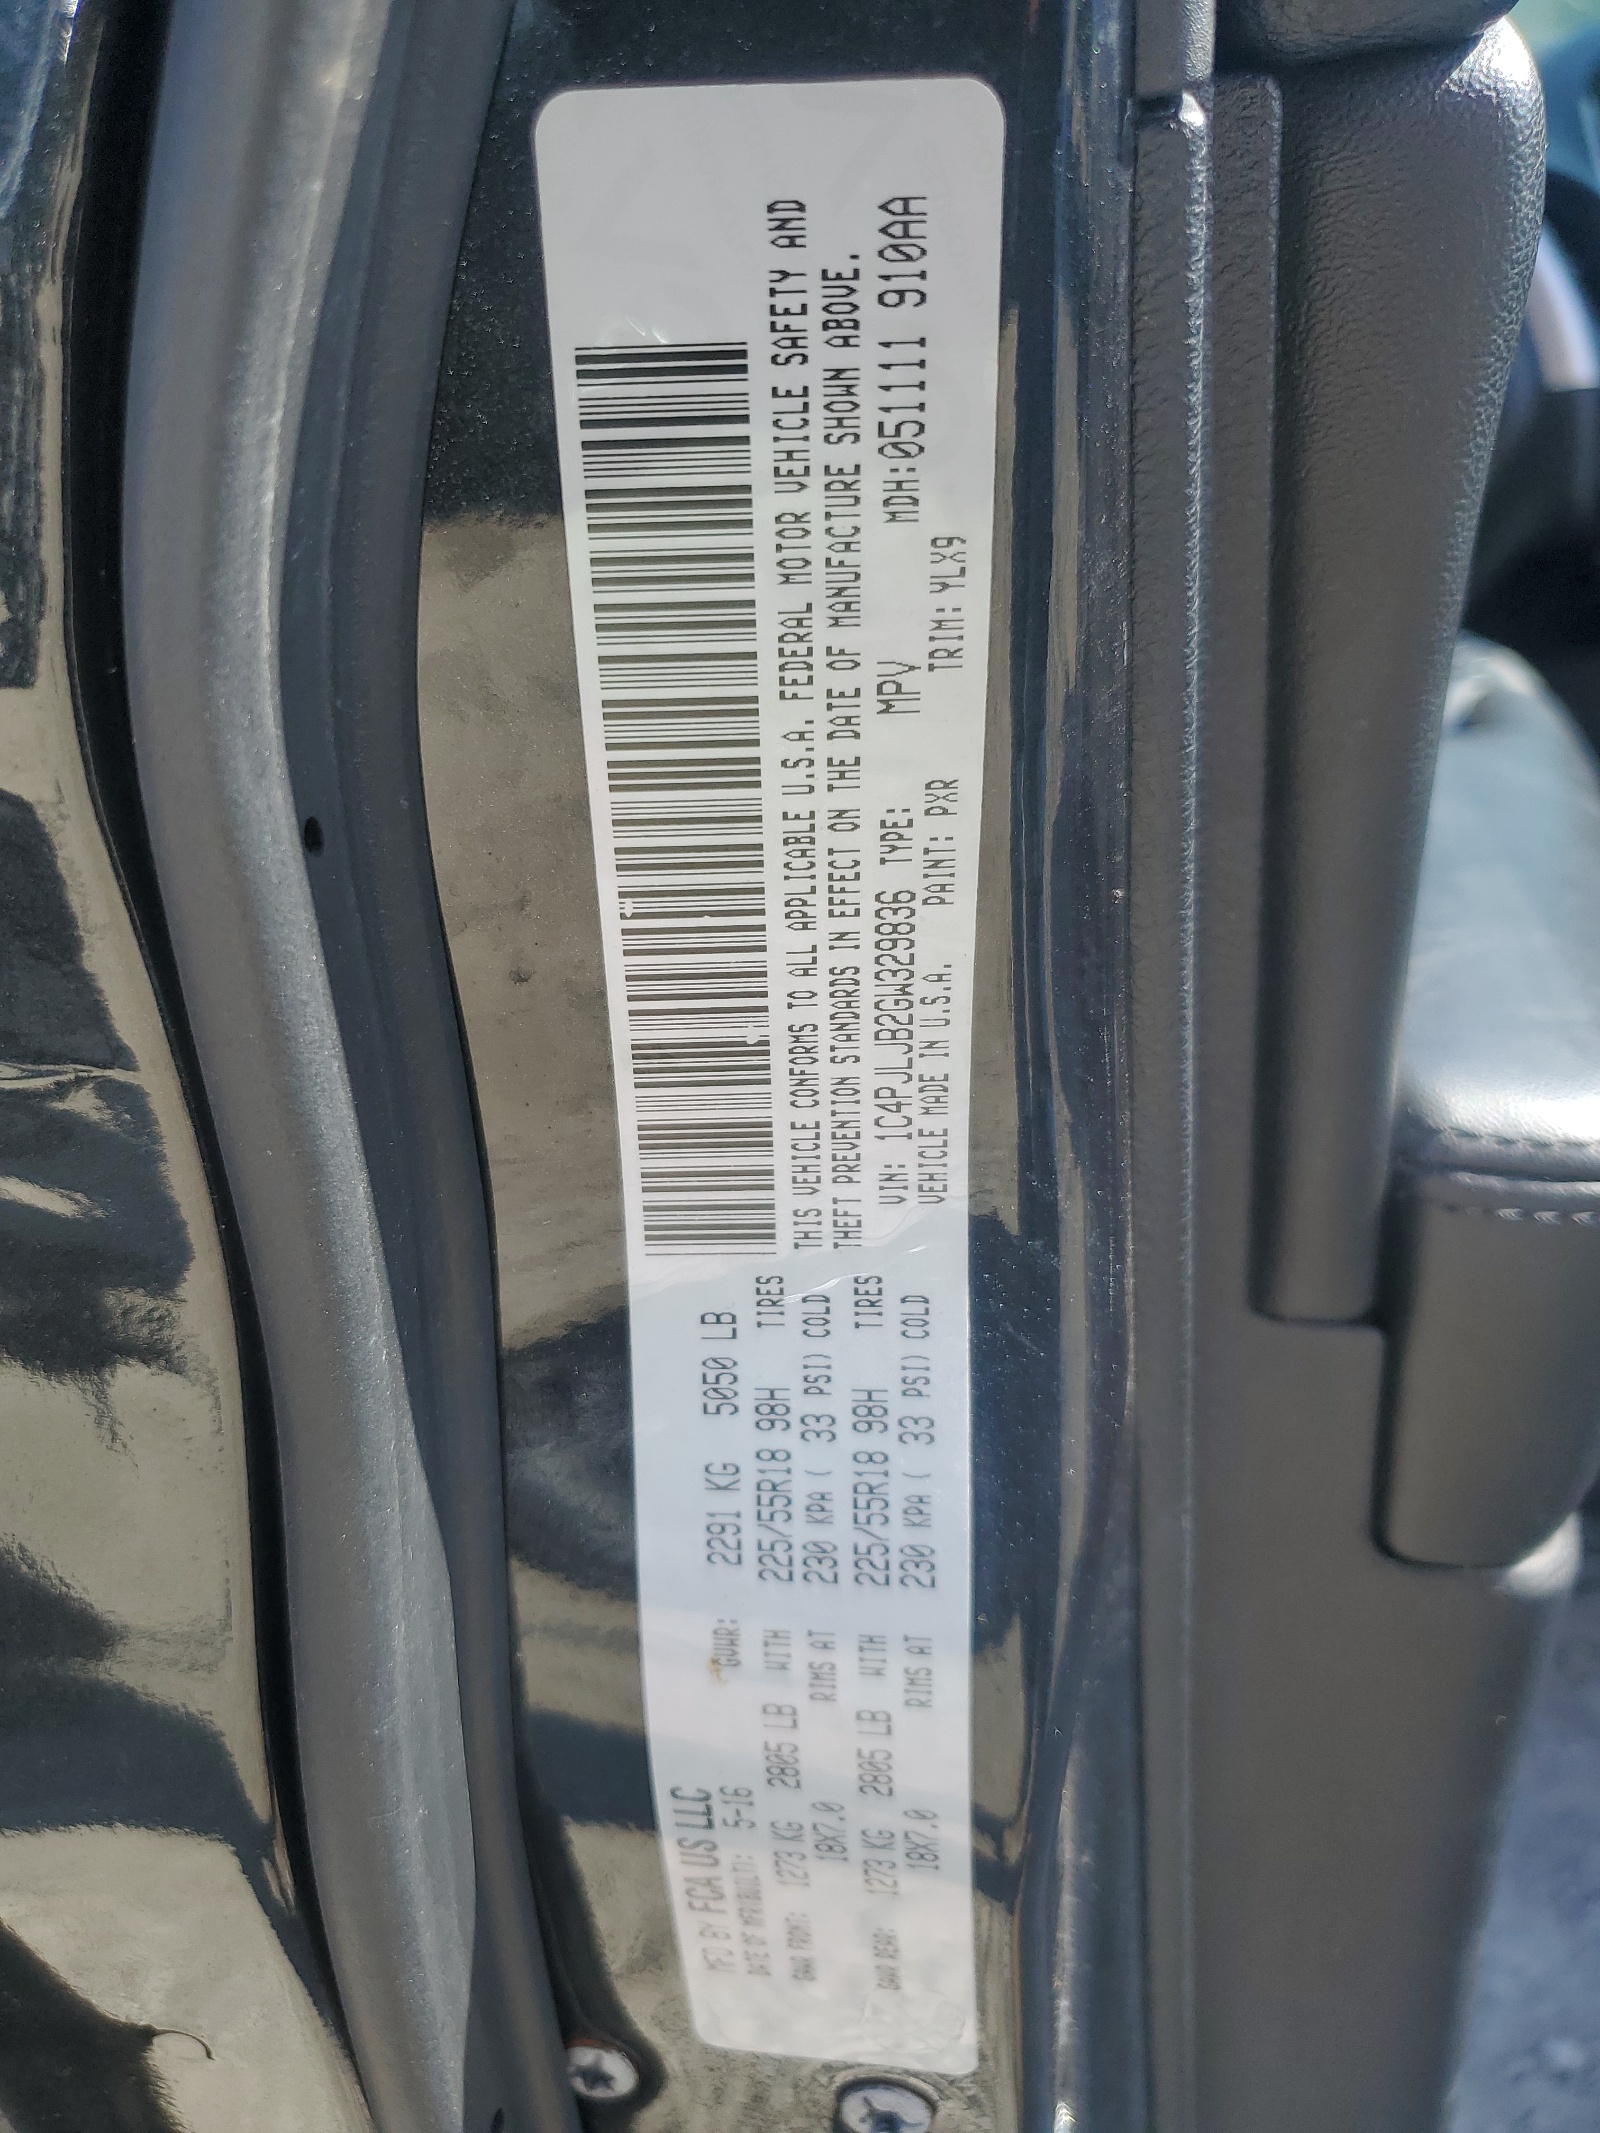 MFD BY FCA US LLC
DATE OF MFR/BUILT: 5-16 GVWR: 2291 KG 5050 LB
GAWR FRONT: 1273 KG 2805 LB WITH 225/55R18 98H TIRES
18X7.0 RIMS AT 230 KPA ( 33 PSI) COLD
GAWR REAR: 1273 KG 2805 LB WITH 225/55R18 98H TIRES
18X7.0 RIMS AT 230 KPA ( 33 PSI) COLD
THIS VEHICLE CONFORMS TO ALL APPLICABLE U.S.A. FEDERAL MOTOR VEHICLE SAFETY AND
THEFT PREVENTION STANDARDS IN EFFECT ON THE DATE OF MANUFACTURE SHOWN ABOVE.
VIN: 1C4PJLJB2GW329836 TYPE: MPV MDH:051111 910AA
VEHICLE MADE IN U.S.A. PAINT: PXR TRIM: YLX9